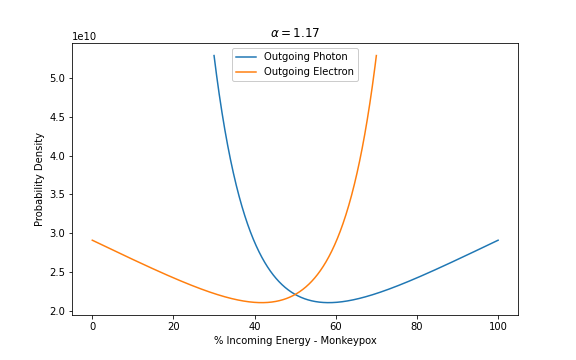 α = 1.17
1e10
Outgoing Photon
Outgoing Electron
5.0
4.5
4.0
3.5
3.0
2.5
2.0
Probability Density
0 20 40 60 80 100
% Incoming Energy - Monkeypox